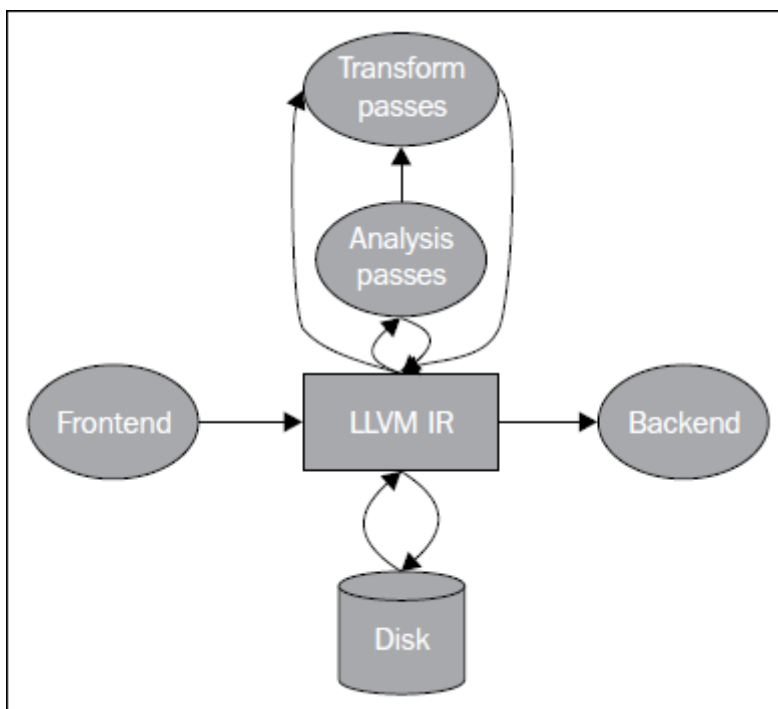 Transform
passes
Analysis
passes
Frontend
LLVM IR
Backend
Disk